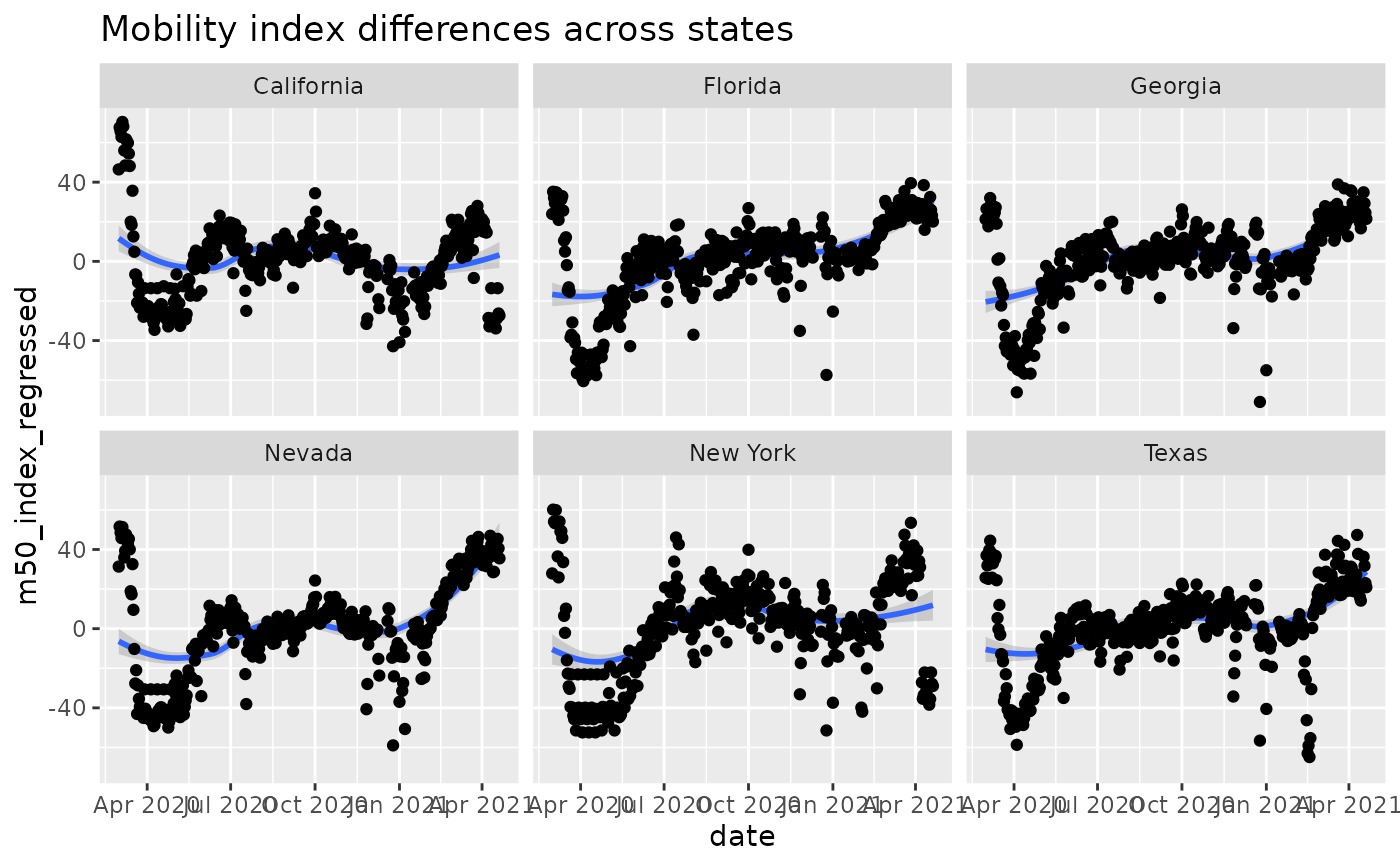 Mobility index differences across states
California Florida Georgia
40
0
-40
Nevada New York Texas
40
0
-40
m50_index_regressed
Apr 2020 Jul 2020 Oct 2020 Jan 2021 Apr 2021 Apr 2020 Jul 2020 Oct 2020 Jan 2021 Apr 2021 Apr 2020 Jul 2020 Oct 2020 Jan 2021 Apr 2021
date